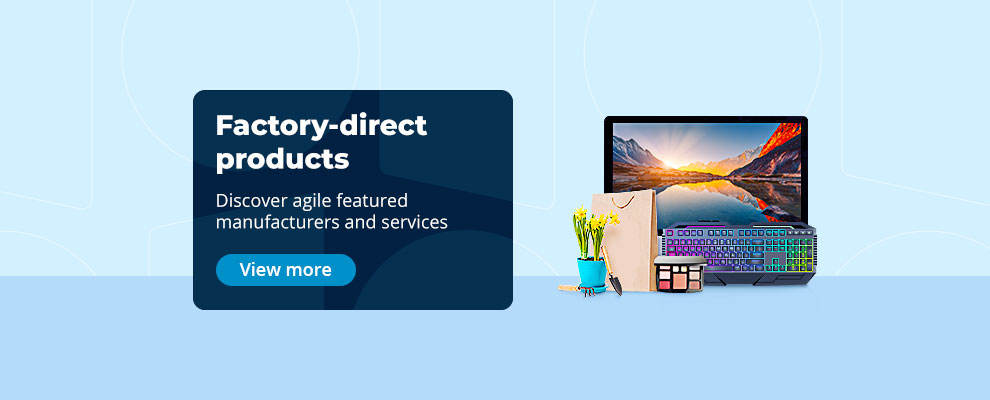 Factory-direct
products
Discover agile featured
manufacturers and services
View more